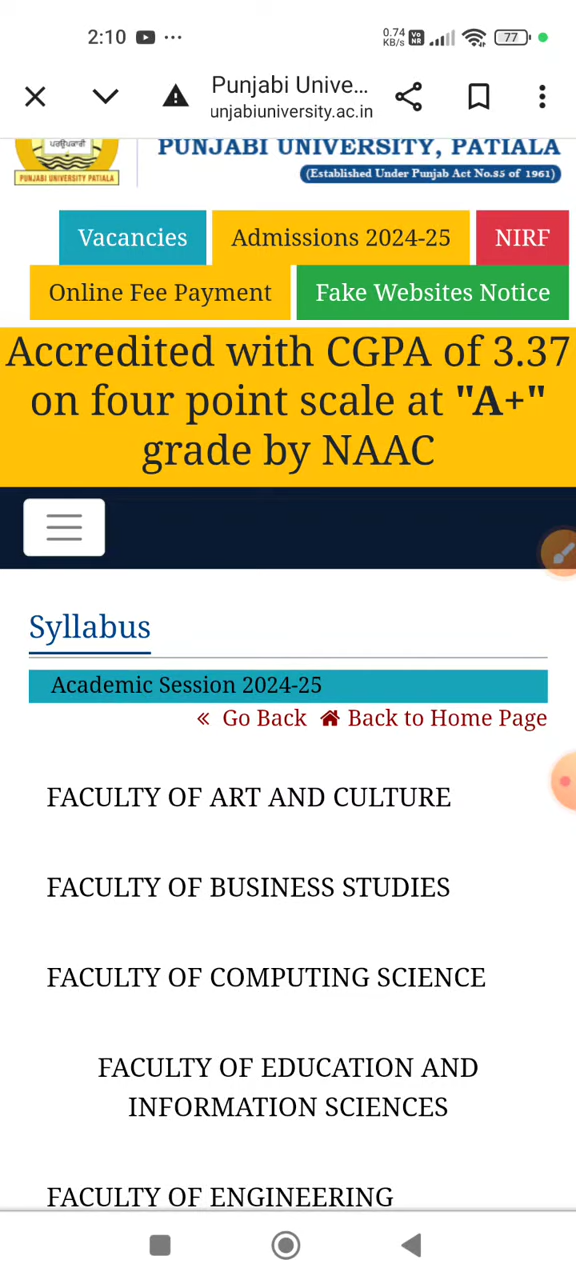 2:10
0.74
KB/s
Vo
NR
77
Punjabi Unive...
unjabiuniversity.ac.in
ਪਰਉਪਕਾਰੀ
PUNJABI UNIVERSITY PATIALA
PUNJABI UNIVERSITY, PATIALA
(Established Under Punjab Act No.35 of 1961)
Vacancies
Admissions 2024-25
NIRF
Online Fee Payment
Fake Websites Notice
Accredited with CGPA of 3.37
on four point scale at "A+"
grade by NAAC
Syllabus
Academic Session 2024-25
« Go Back Back to Home Page
FACULTY OF ART AND CULTURE
FACULTY OF BUSINESS STUDIES
FACULTY OF COMPUTING SCIENCE
FACULTY OF EDUCATION AND
INFORMATION SCIENCES
FACULTY OF ENGINEERING